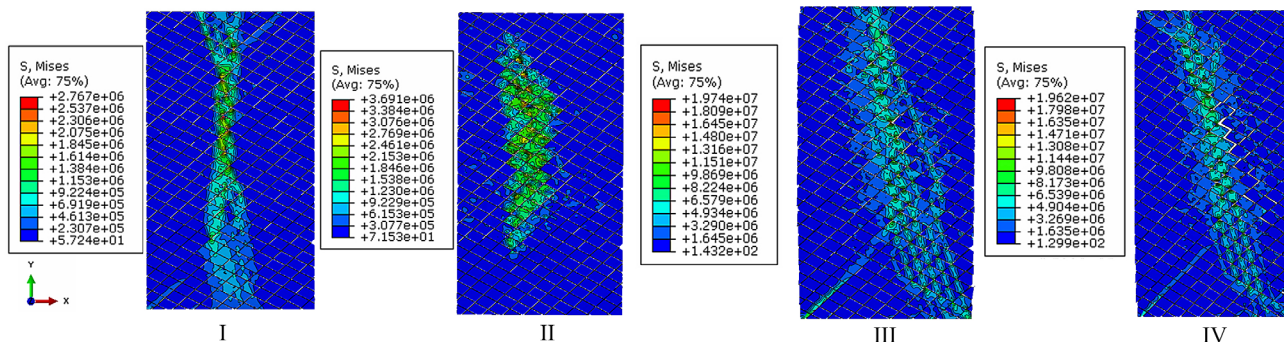 S, Mises
(Avg: 75%)
+2.767e+06
+2.537e+06
+2.306e+06
+2.075e+06
+1.845e+06
+1.614e+06
+1.384e+06
+1.153e+06
+9.224e+05
+6.919e+05
+4.613e+05
+2.307e+05
+5.724e+01
Y
X
I
S, Mises
(Avg: 75%)
+3.691e+06
+3.384e+06
+3.076e+06
+2.769e+06
+2.461e+06
+2.153e+06
+1.846e+06
+1.538e+06
+1.230e+06
+9.229e+05
+6.153e+05
+3.077e+05
+7.153e+01
II
S, Mises
(Avg: 75%)
+1.974e+07
+1.809e+07
+1.645e+07
+1.480e+07
+1.316e+07
+1.151e+07
+9.869e+06
+8.224e+06
+6.579e+06
+4.934e+06
+3.290e+06
+1.645e+06
+1.432e+02
III
S, Mises
(Avg: 75%)
+1.962e+07
+1.798e+07
+1.635e+07
+1.471e+07
+1.308e+07
+1.144e+07
+9.808e+06
+8.173e+06
+6.539e+06
+4.904e+06
+3.269e+06
+1.635e+06
+1.299e+02
IV